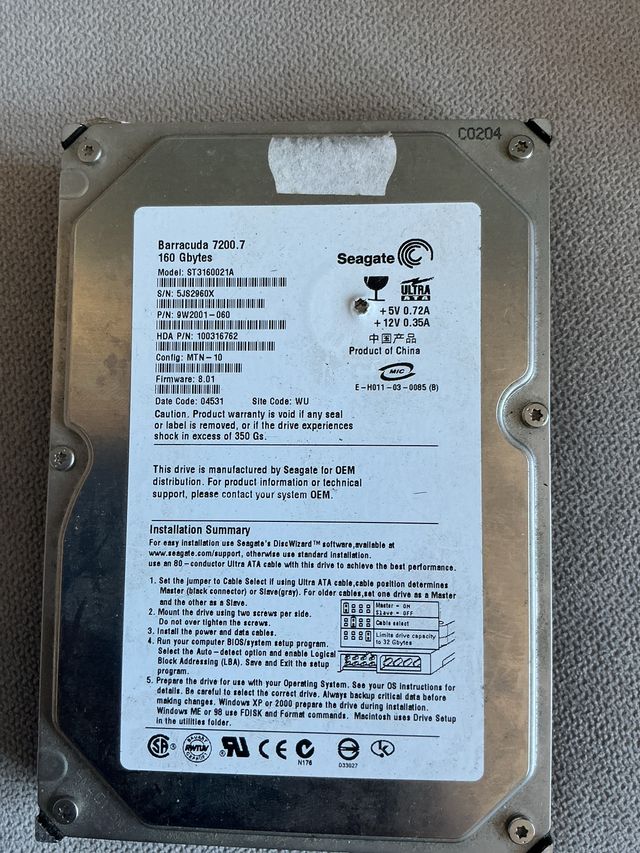 C0204
Barracuda 7200.7
160 Gbytes
Model: ST3160021A
S/N: 5JS2960X
P/N: 9W2001-060
HDA P/N: 100316762
Config: MTN-10
Firmware: 8.01
Date Code: 04531 Site Code: WU
Seagate
ULTRA
ATA
+5V 0.72A
+12V 0.35A
中国产品
Product of China
MIC
E-H011-03-0085 (B)
Caution. Product warranty is void if any seal
or label is removed, or if the drive experiences
shock in excess of 350 Gs.
This drive is manufactured by Seagate for OEM
distribution. For product information or technical
support, please contact your system OEM.
Installation Summary
For easy installation use Seagate's DiscWizard™ software,available at
www.seagate.com/support, otherwise use standard installation.
use an 80-conductor Ultra ATA cable with this drive to achieve the best performance.
1. Set the jumper to Cable Select if using Ultra ATA cable,cable position determines
Master (black connector) or Slave(gray). For older cables,set one drive as a Master
and the other as a Slave.
2. Mount the drive using two screws per side.
Do not over tighten the screws.
3. Install the power and data cables.
4. Run your computer BIOS/system setup program.
Select the Auto-detect option and enable Logical
Block Addressing (LBA). Save and Exit the setup
program.
Master = ON
Slave = OFF
Cable select
Limits drive capacity
to 32 Gbytes
5. Prepare the drive for use with your Operating System. See your OS instructions for
details. Be careful to select the correct drive. Always backup critical data before
making changes. Windows XP or 2000 prepare the drive during installation.
Windows ME or 98 use FDISK and Format commands. Macintosh uses Drive Setup
in the utilities folder.
N176
D33027